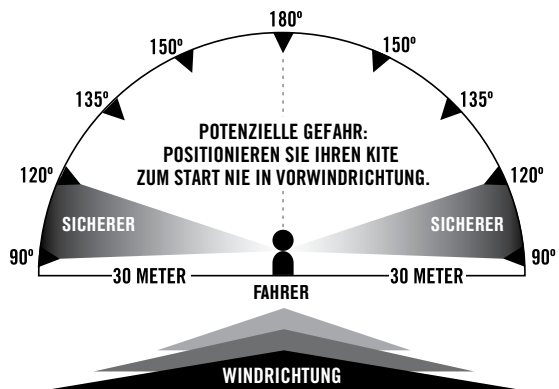 180º
150º
150º
135º
135º
POTENZIELLE GEFAHR:
POSITIONIEREN SIE IHREN KITE
ZUM START NIE IN VORWINDRICHTUNG.
120º
120º
SICHERER
SICHERER
90º
90º
30 METER
30 METER
FAHRER
WINDRICHTUNG